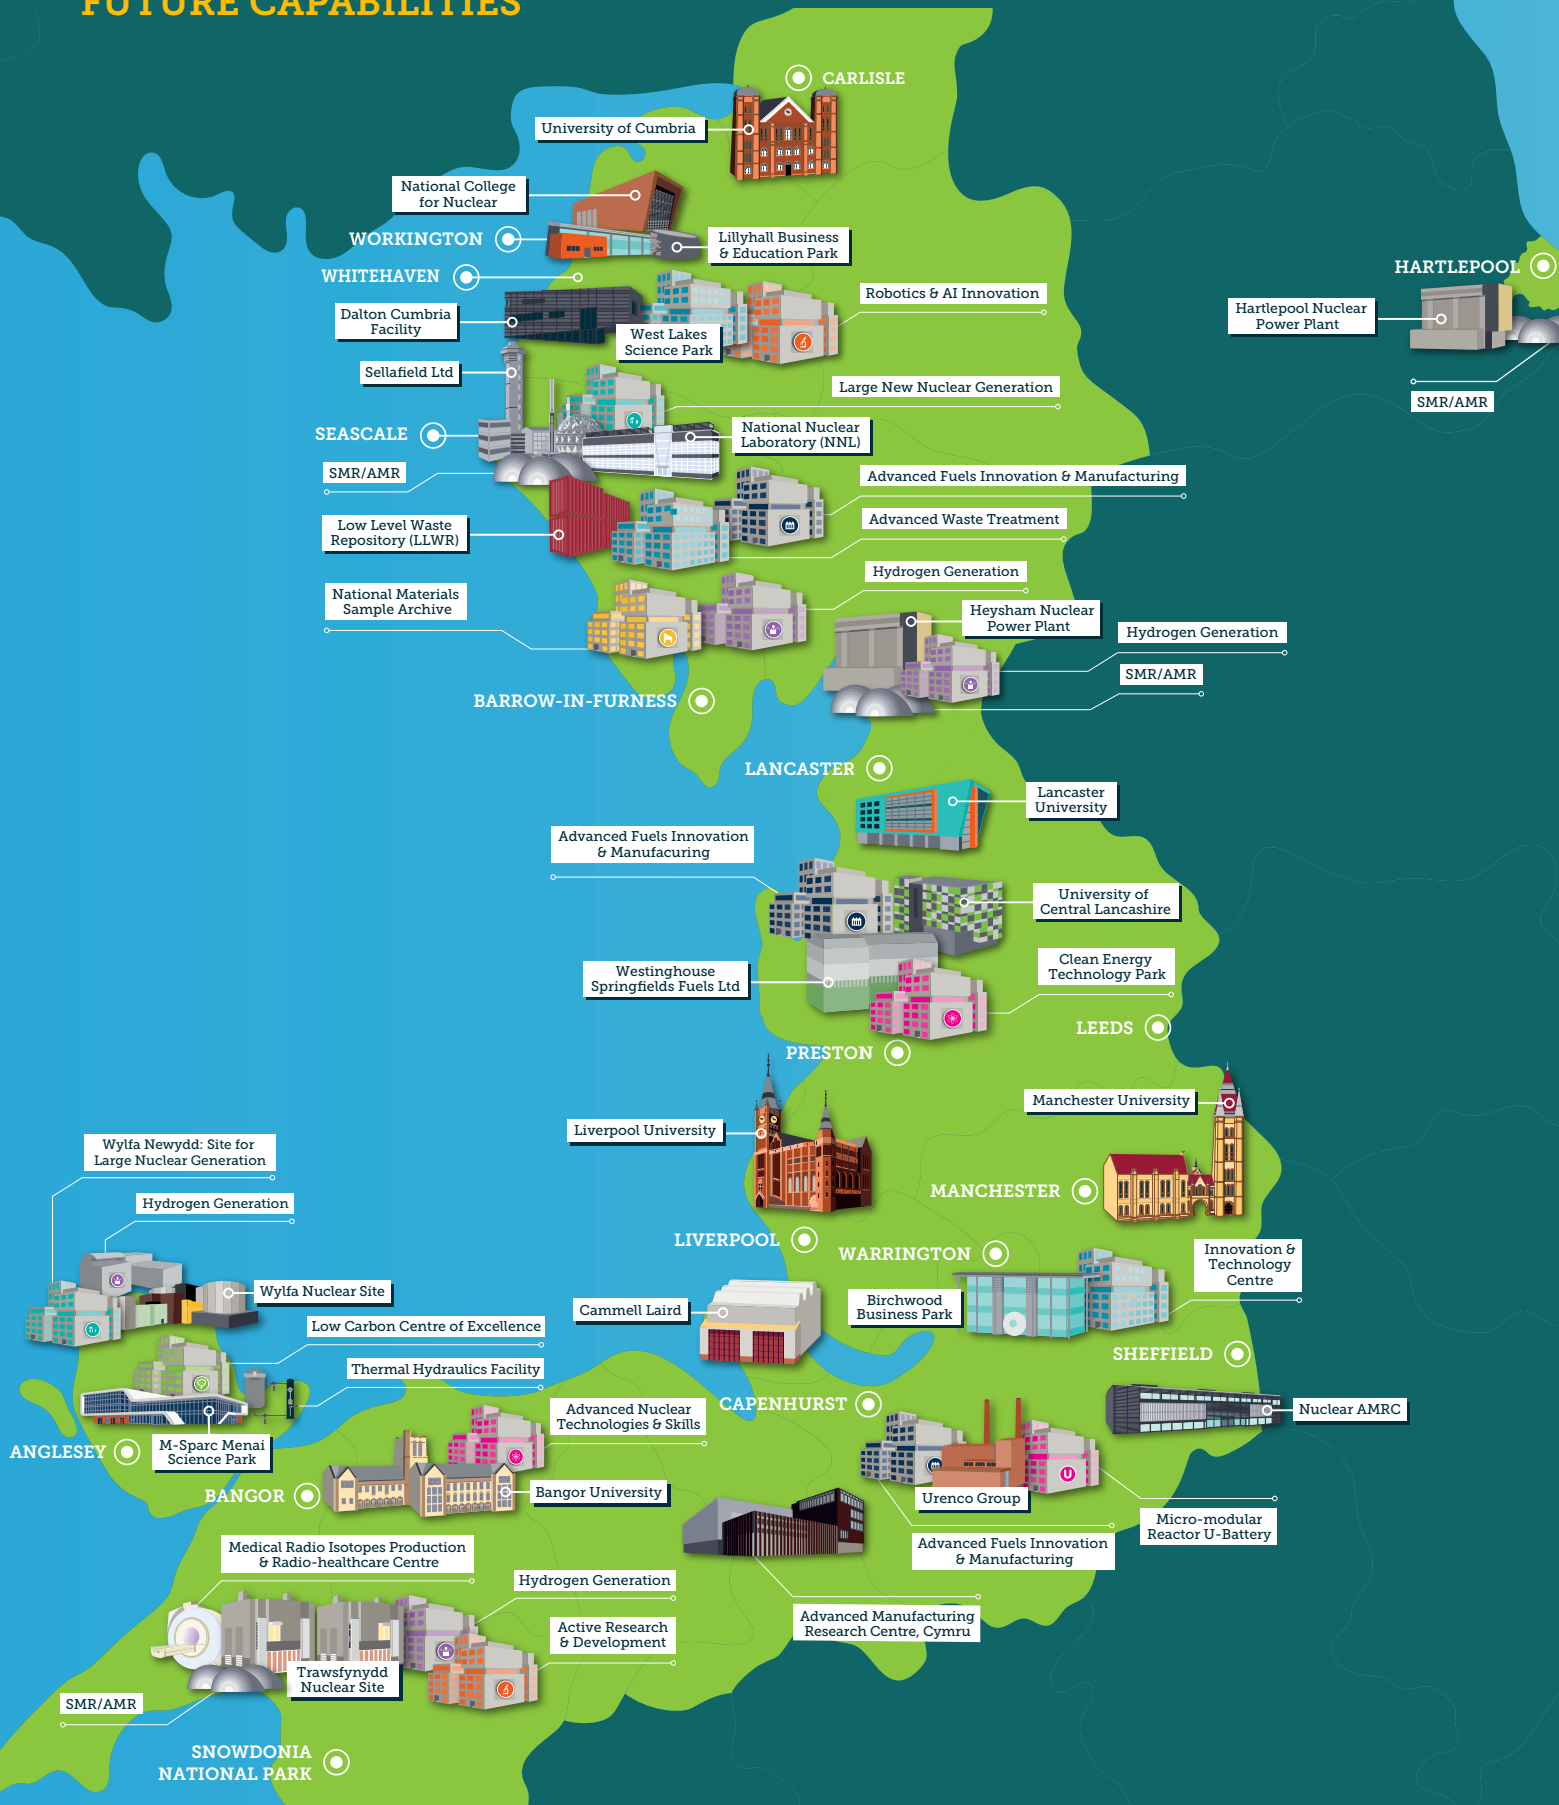 FUTURE CAPABILITIES
CARLISLE
University of Cumbria
National College
for Nuclear
WORKINGTON
Lillyhall Business
& Education Park
WHITEHAVEN
HARTLEPOOL
Robotics & AI Innovation
Dalton Cumbria
Facility
Hartlepool Nuclear
Power Plant
West Lakes
Science Park
Sellafield Ltd
Large New Nuclear Generation
SMR/AMR
SEASCALE
National Nuclear
Laboratory (NNL)
SMR/AMR
Advanced Fuels Innovation & Manufacturing
Low Level Waste
Repository (LLWR)
Advanced Waste Treatment
Hydrogen Generation
National Materials
Sample Archive
Heysham Nuclear
Power Plant
Hydrogen Generation
SMR/AMR
BARROW-IN-FURNESS
LANCASTER
Lancaster
University
Advanced Fuels Innovation
& Manufacuring
University of
Central Lancashire
Westinghouse
Springfields Fuels Ltd
Clean Energy
Technology Park
LEEDS
PRESTON
Manchester University
Liverpool University
Wylfa Newydd: Site for
Large Nuclear Generation
Hydrogen Generation
MANCHESTER
LIVERPOOL
WARRINGTON
Innovation &
Technology
Centre
Wylfa Nuclear Site
Cammell Laird
Birchwood
Business Park
Low Carbon Centre of Excellence
SHEFFIELD
Thermal Hydraulics Facility
CAPENHURST
Advanced Nuclear
Technologies & Skills
Nuclear AMRC
ANGLESEY
M-Sparc Menai
Science Park
BANGOR
Bangor University
U
Urenco Group
Micro-modular
Reactor U-Battery
Advanced Fuels Innovation
& Manufacturing
Medical Radio Isotopes Production
& Radio-healthcare Centre
Hydrogen Generation
Advanced Manufacturing
Research Centre, Cymru
Active Research
& Development
Trawsfynydd
Nuclear Site
SMR/AMR
SNOWDONIA
NATIONAL PARK